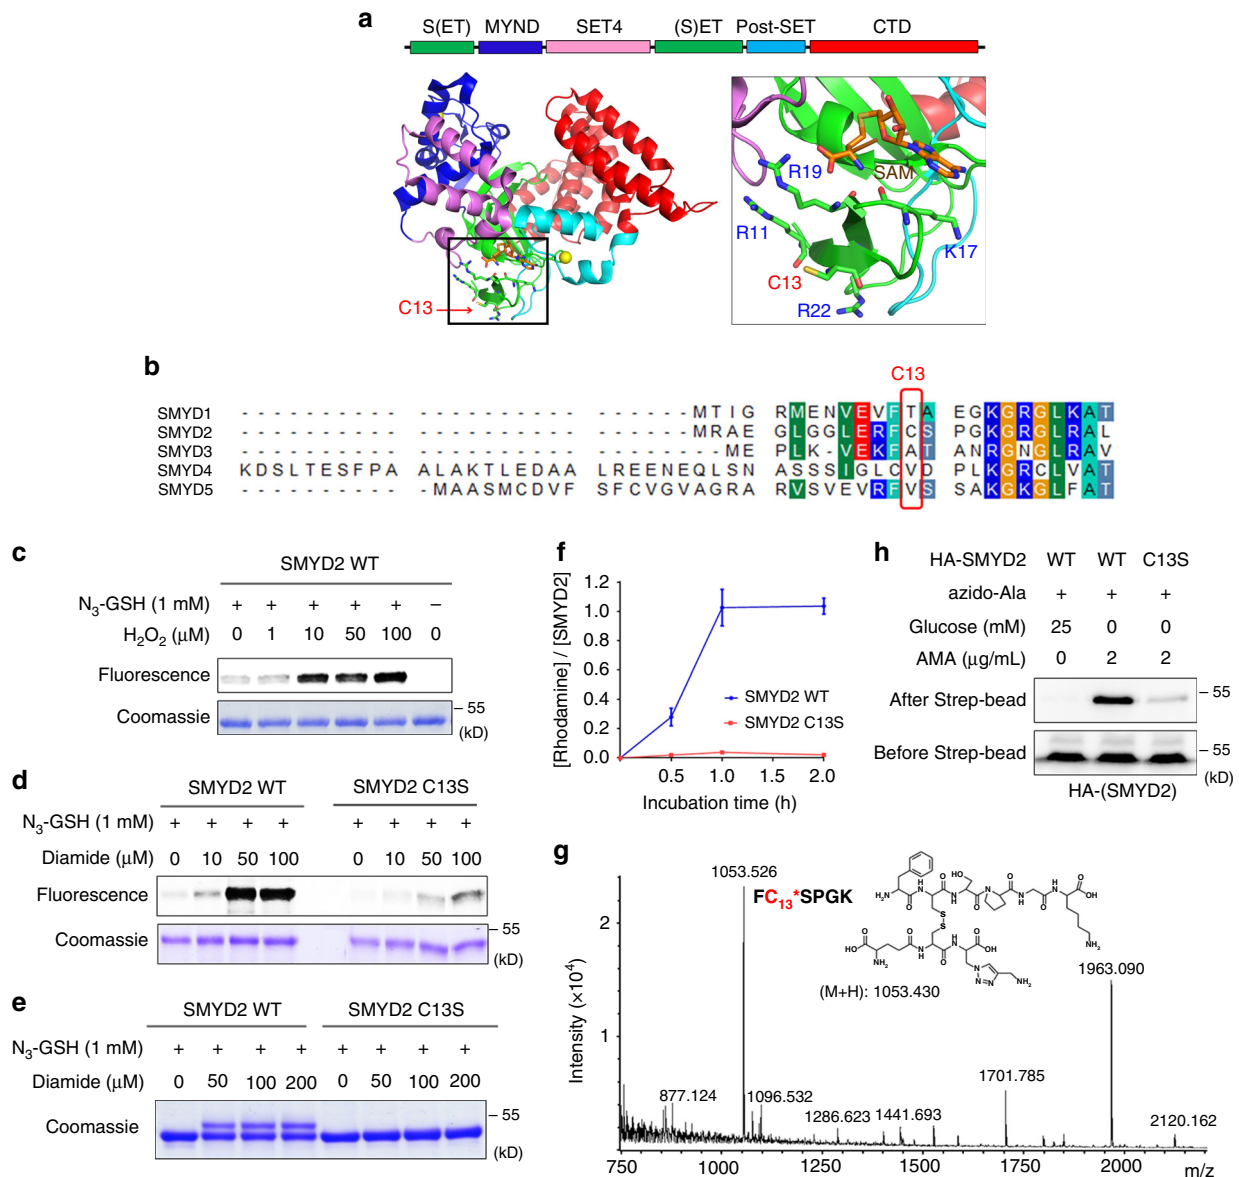 a
S(ET) MYND SET4 (S)ET Post-SET CTD
C13
R19
SAM
R11
K17
C13
R22
b
C13
SMYD1 - - - - - - - - - - - - - - - - - - - - - - - - - - M T I G R M E N V E V F T A E G K G R G L K A T
SMYD2 - - - - - - - - - - - - - - - - - - - - - - - - - - M R A E G L G G L E R F C S P G K G R G L R A L
SMYD3 - - - - - - - - - - - - - - - - - - - - - - - - - - - - M E P L K - V E K F A T A N R G N G L R A V
SMYD4 K D S L T E S F P A A L A K T L E D A A L R E E N E Q L S N A S S S I G L C V D P L K G R C L V A T
SMYD5 - - - - - - - - - - M A A S M C D V F S F C V G V A G R A R V S V E V R F V S S A K G K G L F A T
c
SMYD2 WT
N₃-GSH (1 mM) + + + + + −
H₂O₂ (μM) 0 1 10 50 100 0
Fluorescence
Coomassie
55
(kD)
d
SMYD2 WT SMYD2 C13S
N₃-GSH (1 mM) + + + + + + + +
Diamide (μM) 0 10 50 100 0 10 50 100
Fluorescence
Coomassie
55
(kD)
e
SMYD2 WT SMYD2 C13S
N₃-GSH (1 mM) + + + + + + + +
Diamide (μM) 0 50 100 200 0 50 100 200
Coomassie
55
(kD)
f
[Rhodamine] / [SMYD2]
1.2
1.0
0.8
0.6
0.4
0.2
0.0
SMYD2 WT
SMYD2 C13S
0.5 1.0 1.5 2.0
Incubation time (h)
h
HA-SMYD2 WT WT C13S
azido-Ala + + +
Glucose (mM) 25 0 0
AMA (μg/mL) 0 2 2
After Strep-bead
55
Before Strep-bead
55
(kD)
HA-(SMYD2)
g
Intensity (×10⁴)
2
1
1053.526
FC₁₃*SPGK
H₂N O H N O HO N H O N O H N O N H O OH NH₂
S S
HO O NH₂ O N H O H N O OH N N N NH₂
(M+H): 1053.430
1963.090
877.124
1096.532
1286.623
1441.693
1701.785
2120.162
750 1000 1250 1500 1750 2000 m/z